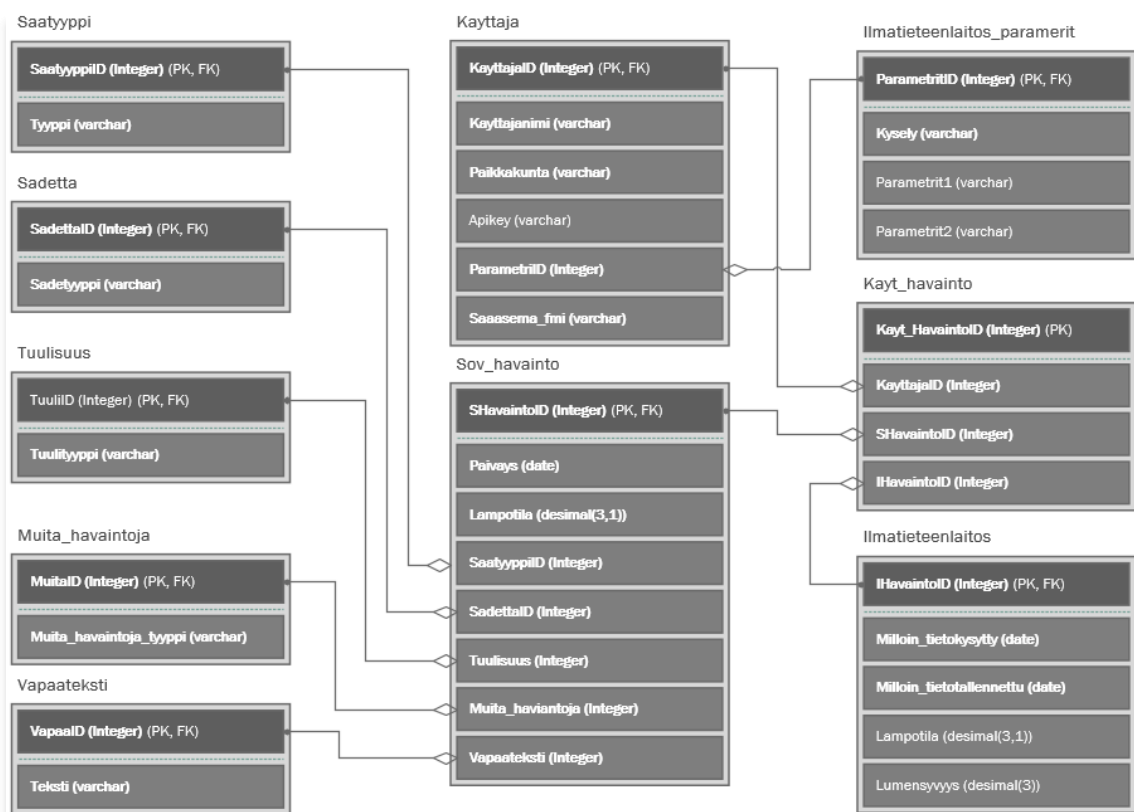 Saatyyppi
SaatyyppiID (Integer) (PK, FK)
Tyyppi (varchar)
Sadetta
SadettaID (Integer) (PK, FK)
Sadetyyppi (varchar)
Tuulisuus
TuuliID (Integer) (PK, FK)
Tuulityyppi (varchar)
Muita_havaintoja
MuitaID (Integer) (PK, FK)
Muita_havaintoja_tyyppi (varchar)
Vapaateksti
VapaaID (Integer) (PK, FK)
Teksti (varchar)
Kayttaja
KayttajaID (Integer) (PK, FK)
Kayttajanimi (varchar)
Paikkakunta (varchar)
Apikey (varchar)
ParametriID (Integer)
Saaasema_fmi (varchar)
Sov_havainto
SHavaintoID (Integer) (PK, FK)
Paivays (date)
Lampotila (desimal(3,1))
SaatyyppiID (Integer)
SadettaID (Integer)
Tuulisuus (Integer)
Muita_haviantoja (Integer)
Vapaateksti (Integer)
Ilmatieteenlaitos_paramerit
ParametritID (Integer) (PK, FK)
Kysely (varchar)
Parametrit1 (varchar)
Parametrit2 (varchar)
Kayt_havainto
Kayt_HavaintoID (Integer) (PK)
KayttajaID (Integer)
SHavaintoID (Integer)
IHavaintoID (Integer)
Ilmatieteenlaitos
IHavaintoID (Integer) (PK, FK)
Milloin_tietokysytty (date)
Milloin_tietotallennettu (date)
Lampotila (desimal(3,1))
Lumensyvyys (desimal(3))